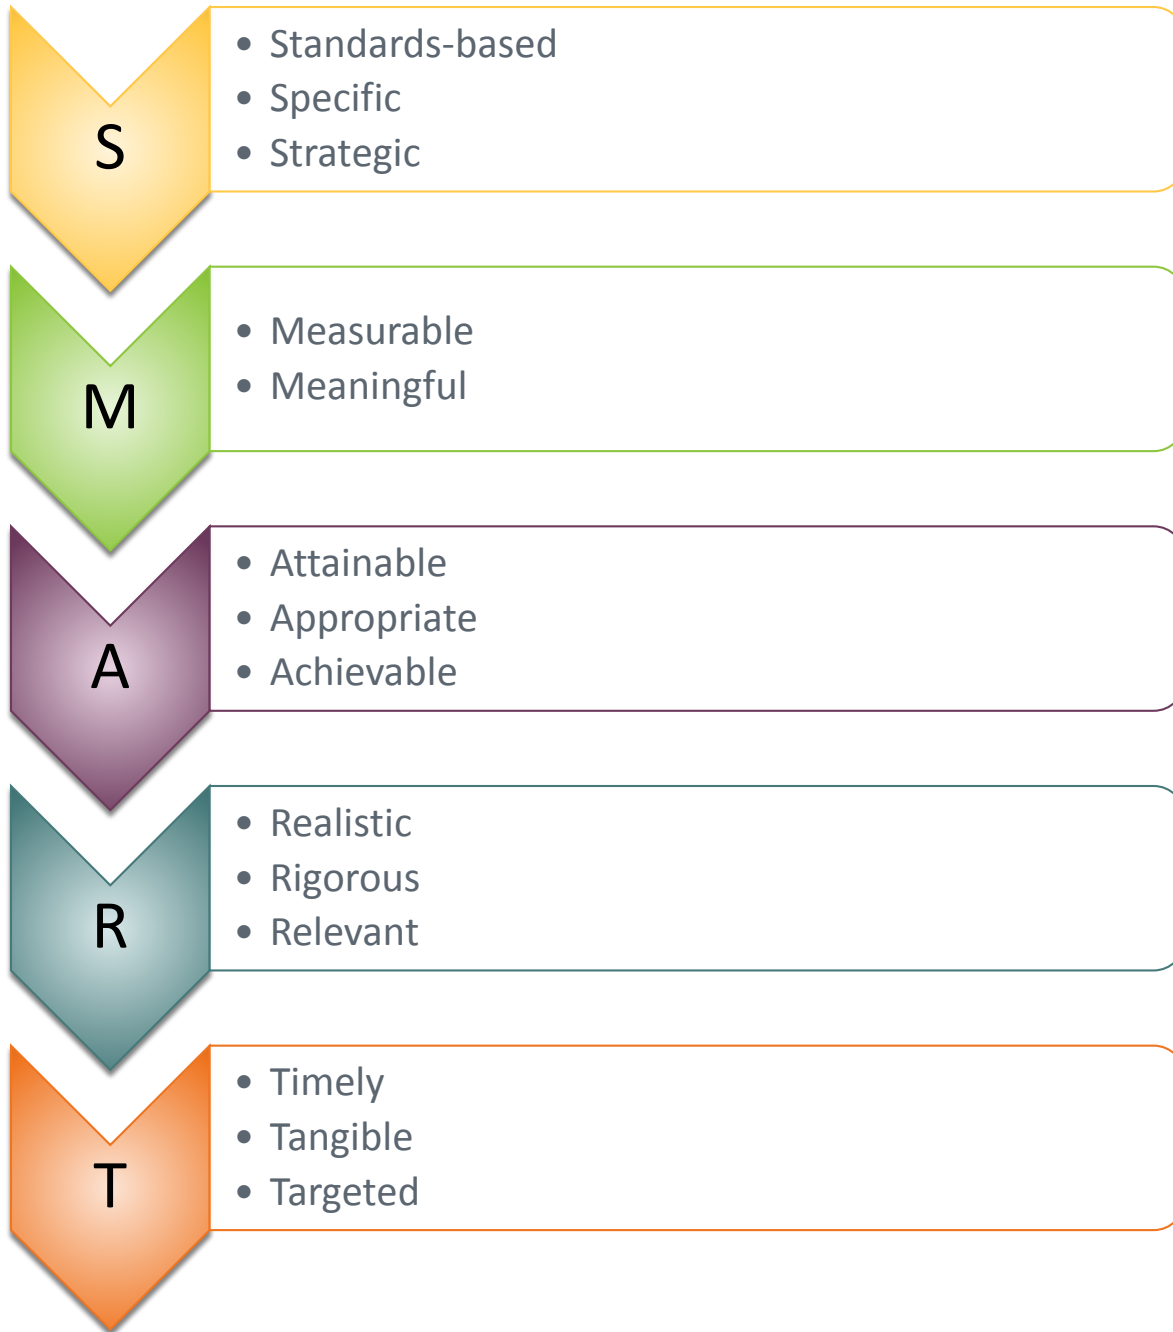 S
• Standards-based
• Specific
• Strategic
M
• Measurable
• Meaningful
A
• Attainable
• Appropriate
• Achievable
R
• Realistic
• Rigorous
• Relevant
T
• Timely
• Tangible
• Targeted